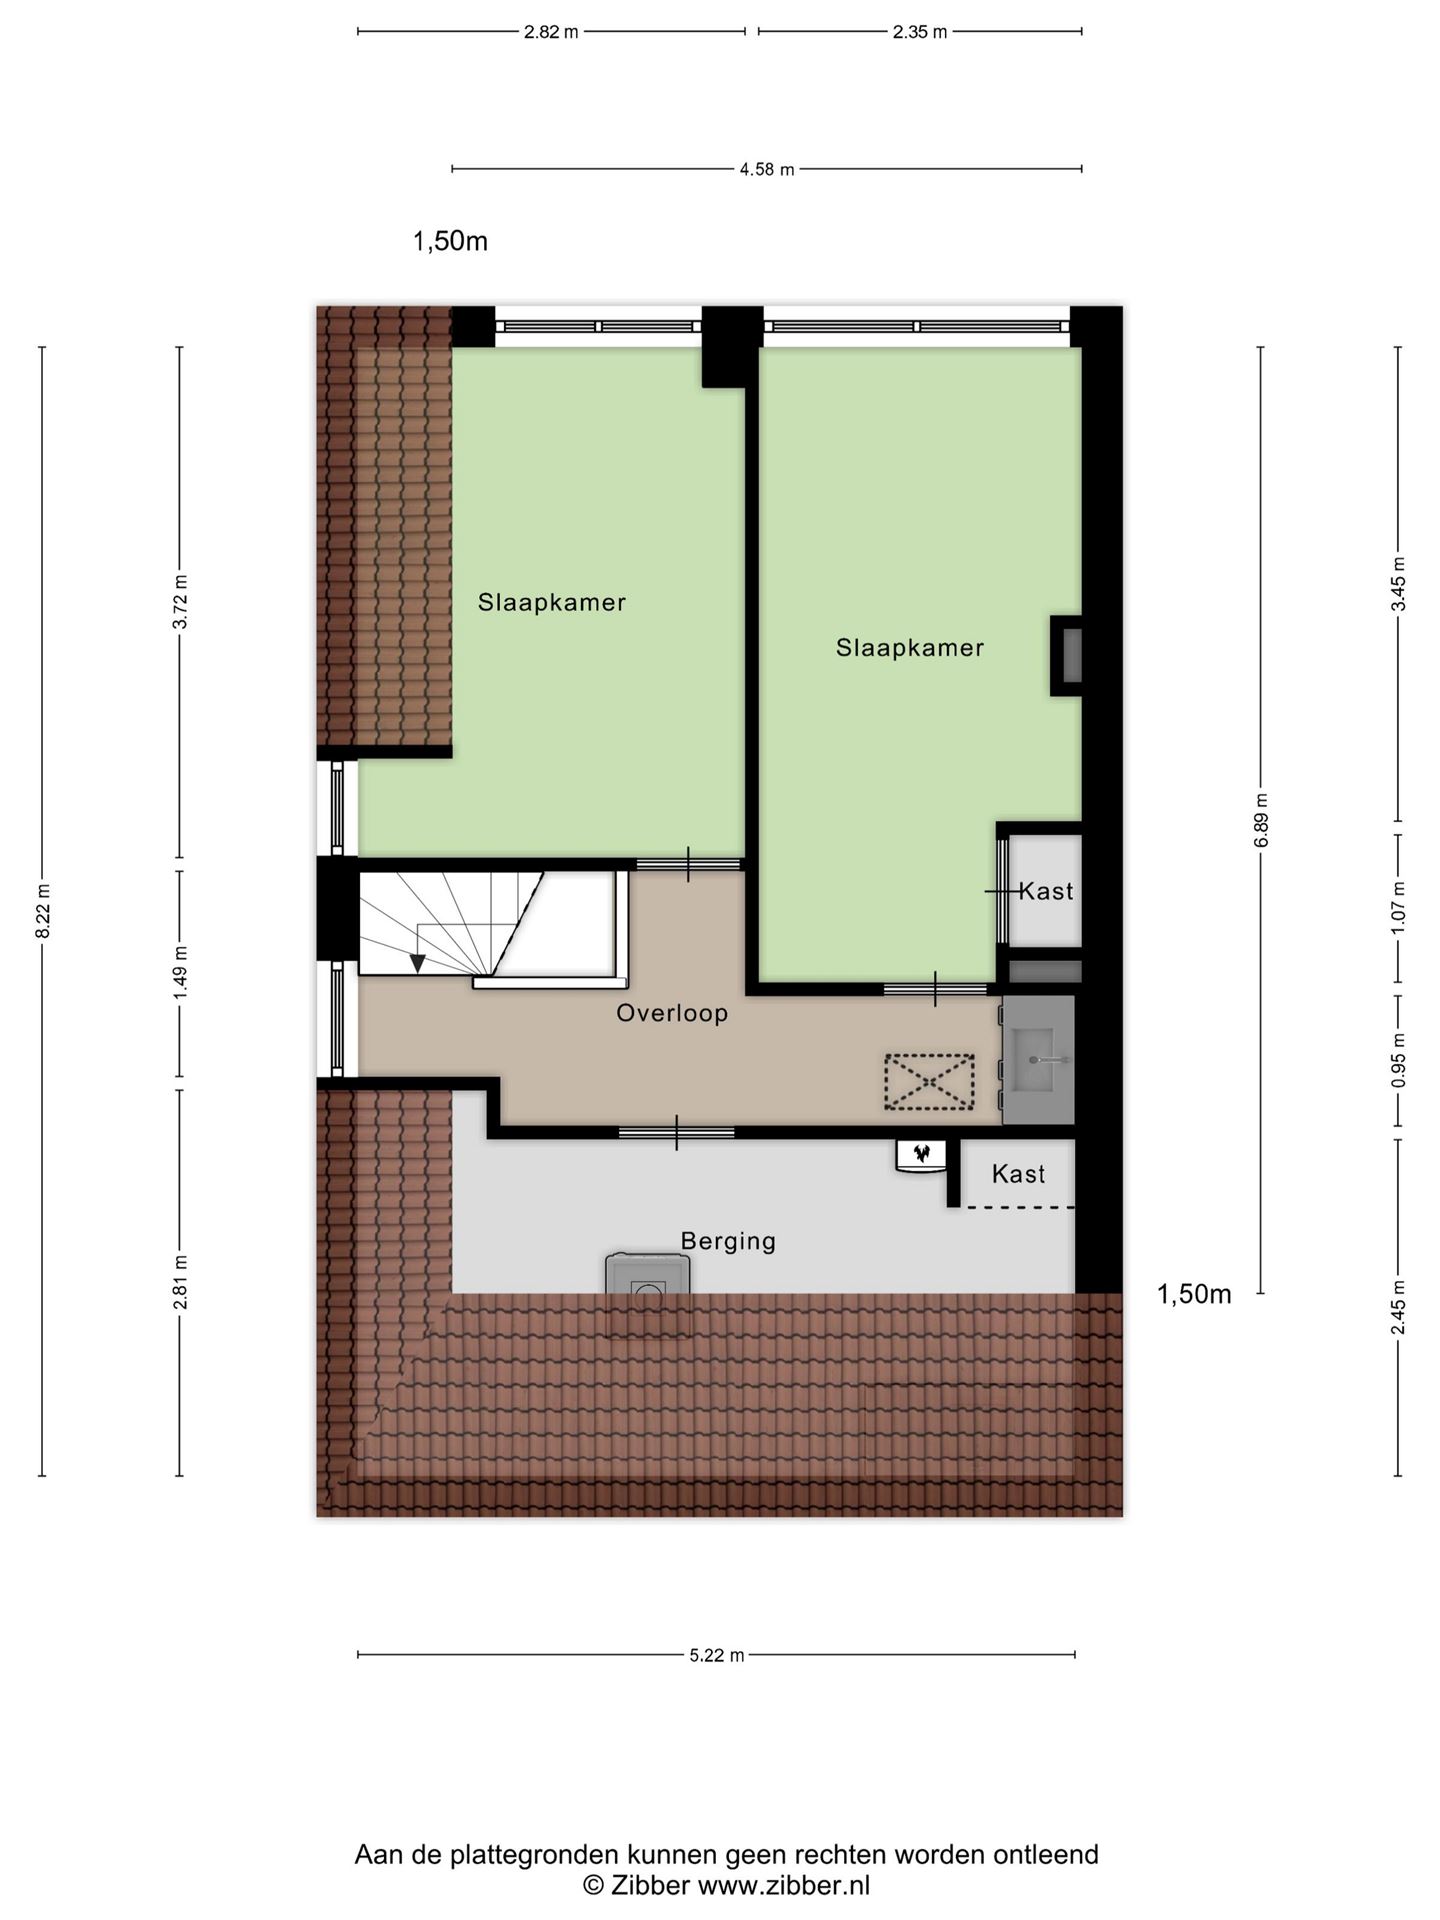 2.82 m
2.35 m
4.58 m
1,50m
3.72 m
3.45 m
Slaapkamer
Slaapkamer
6.89 m
8.22 m
Kast
1.07 m
1.49 m
Overloop
0.95 m
Kast
Berging
2.81 m
1,50m
2.45 m
5.22 m
Aan de plattegronden kunnen geen rechten worden ontleend
© Zibber www.zibber.nl